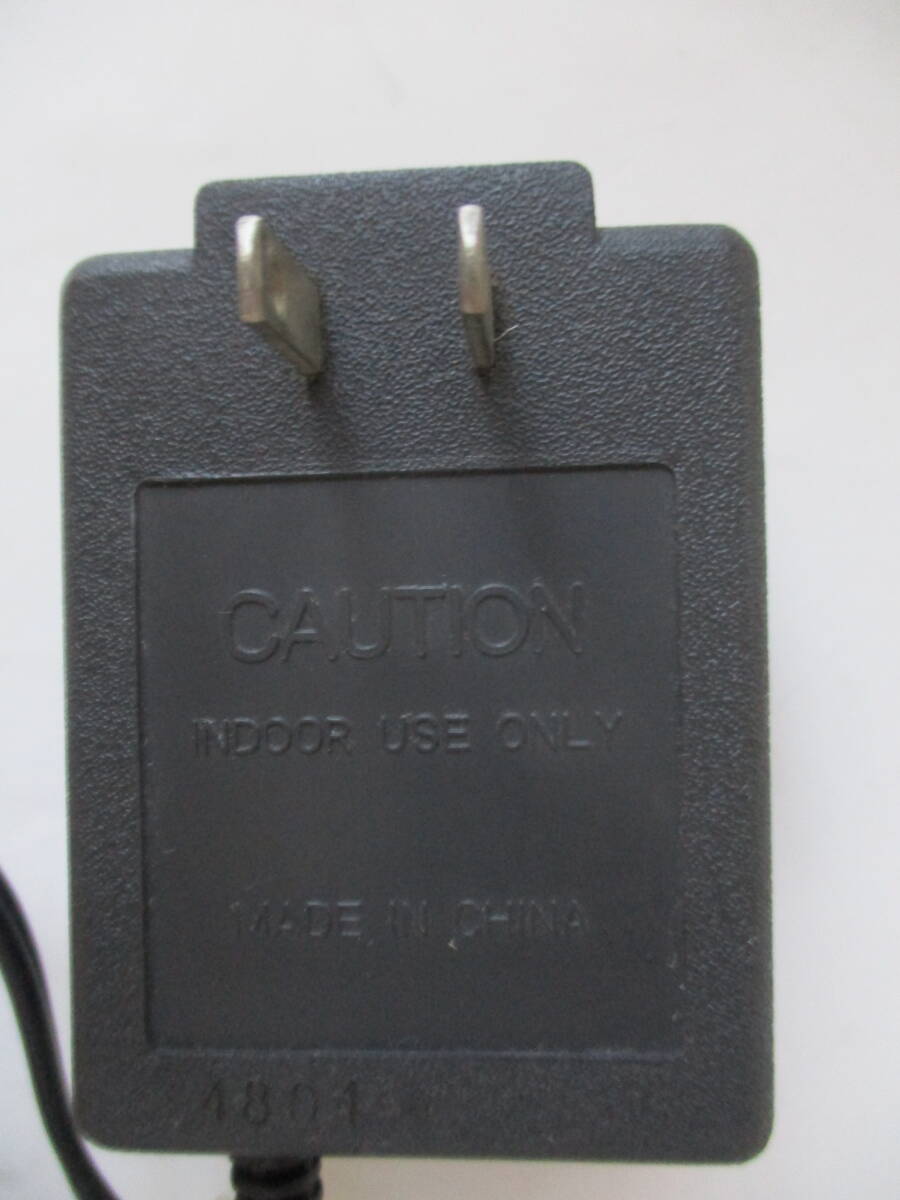 CAUTION
INDOOR USE ONLY
MADE IN CHINA
4801